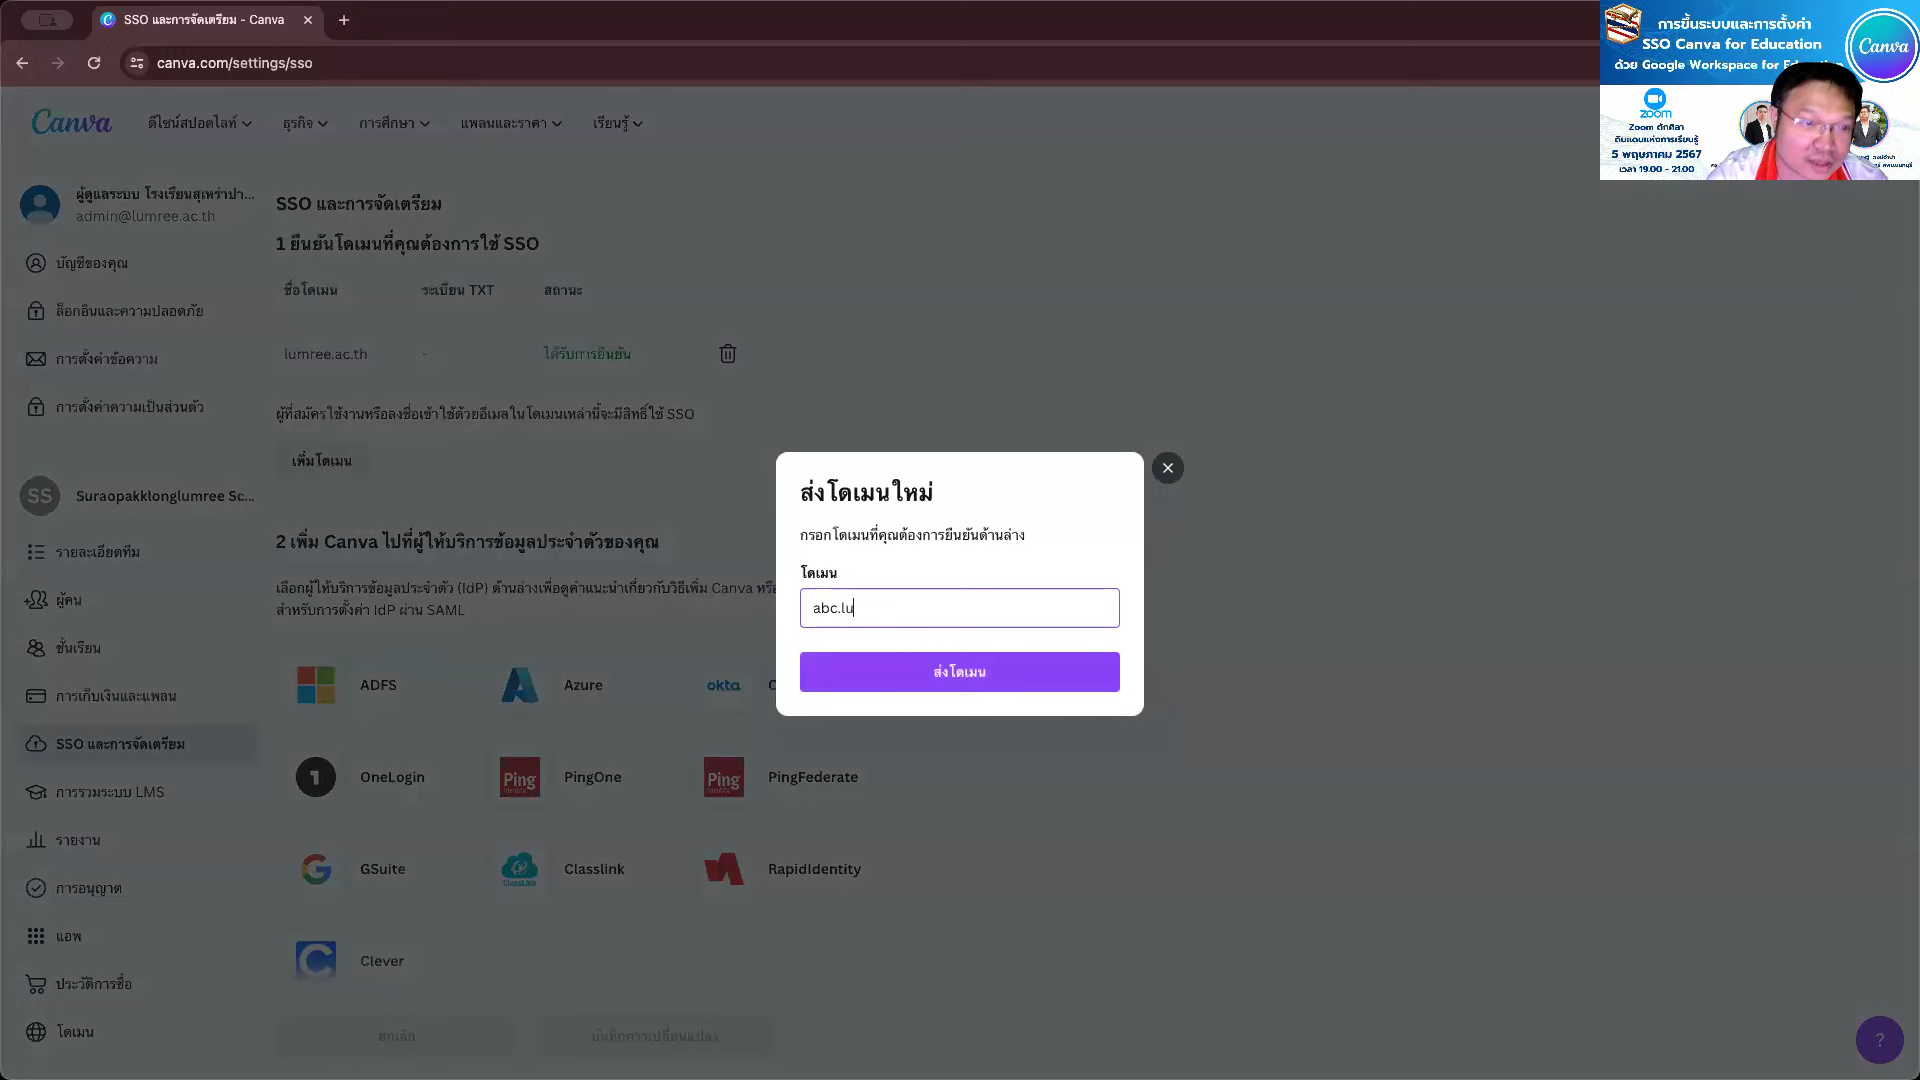 SSO และการจัดเตรียม - Canva
canva.com/settings/sso
การขึ้นระบบและการตั้งค่า
SSO Canva for Education
ด้วย Google Workspace for
Canva
zoom
Zoom ตักศิลา
ดินแดนแห่งการเรียนรู้
5 พฤษภาคม 2567
เวลา 19.00 - 21.00
Canva
ดีไซน์สปอตไลท์
ธุรกิจ
การศึกษา
แพลนและราคา
เรียนรู้
ผู้ดูแลระบบ โรงเรียนสุเหร่าปา...
admin@lumree.ac.th
บัญชีของคุณ
ล็อกอินและความปลอดภัย
การตั้งค่าข้อความ
การตั้งค่าความเป็นส่วนตัว
SS
Suraopakklonglumree Sc...
รายละเอียดทีม
ผู้คน
ชั้นเรียน
การเก็บเงินและแพลน
SSO และการจัดเตรียม
การรวมระบบ LMS
รายงาน
การอนุญาต
แอพ
ประวัติการซื้อ
โดเมน
SSO และการจัดเตรียม
1 ยืนยันโดเมนที่คุณต้องการใช้ SSO
ชื่อโดเมน ระเบียน TXT สถานะ
lumree.ac.th - ได้รับการยืนยัน
ผู้ที่สมัครใช้งานหรือลงชื่อเข้าใช้ด้วยอีเมลในโดเมนเหล่านี้จะมีสิทธิ์ใช้ SSO
เพิ่มโดเมน
2 เพิ่ม Canva ไปที่ผู้ให้บริการข้อมูลประจำตัวของคุณ
เลือกผู้ให้บริการข้อมูลประจำตัว (IdP) ด้านล่างเพื่อดูคำแนะนำเกี่ยวกับวิธีเพิ่ม Canva
สำหรับการตั้งค่า IdP ผ่าน SAML
ADFS
Azure
okta
1
OneLogin
Ping
PingOne
Ping
PingFederate
GSuite
ClassLink
Classlink
RapidIdentity
Clever
ยกเลิก
บันทึกการเปลี่ยนแปลง
ส่งโดเมนใหม่
กรอกโดเมนที่คุณต้องการยืนยันด้านล่าง
โดเมน
abc.lu
ส่งโดเมน
?